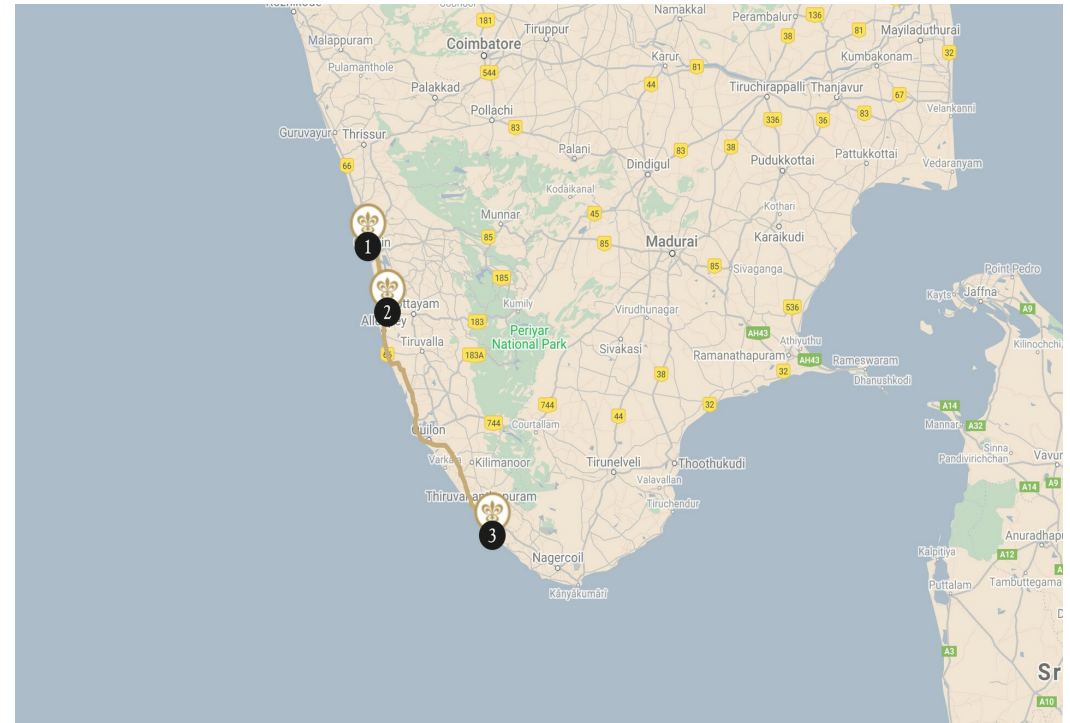 Namakkal
181
Tiruppur
Perambalur
136
Mayiladuthurai
Malappuram
Coimbatore
38
81
32
Pulamanthole
544
Karur
81
Kumbakonam
Palakkad
44
Tiruchirappalli
Thanjavur
67
Pollachi
Velankanni
Guruvayur
Thrissur
83
336
36
83
66
Palani
83
38
Dindigul
Pudukkottai
Pattukkottai
Vedaranyam
Kodaikanal
Munnar
45
Kothari
1
85
85
Madurai
Karaikudi
85
Sivaganga
Point Pedro
185
Kayts
Jaffna
2
Kumily
Virudhunagar
536
A9
183
Periyar
National Park
AH43
Athiyuthu
Kilinochchi,
Tiruvalla
183A
Sivakasi
Ramanathapuram
AH43
Rameswaram
38
32
Dhanushkodi
744
32
A14
744
Courtallam
44
Mannar
A32
Quilon
Sinna
Pandivirichchan
Vavur
Kilimanoor
Tirunelveli
Thoothukudi
Valavallan
A14
A9
Tiruchendur
3
Anuradhapu
Nagercoil
Kalpitiya
A12
Puttalam
Tambuttegama
Kanyakumari
A3
Sr
A10